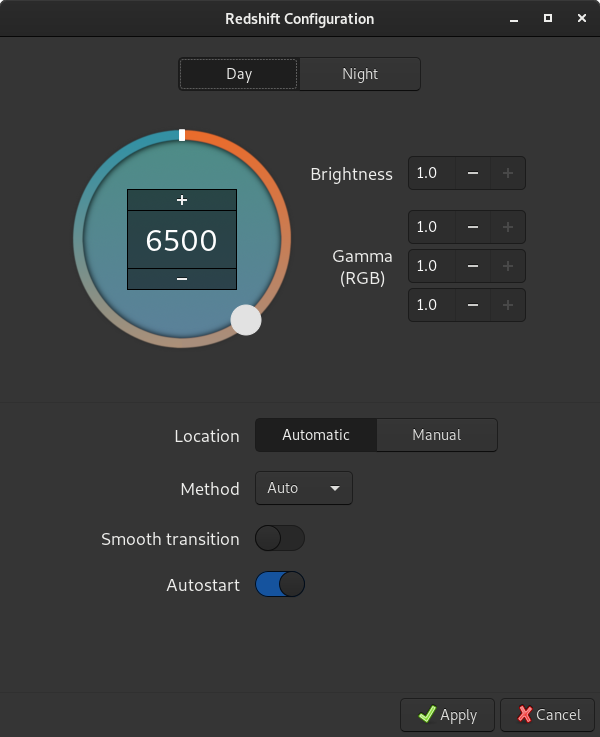 Redshift Configuration
Day
Night
+
6500
−
Brightness
1.0 − +
Gamma
(RGB)
1.0 − +
1.0 − +
1.0 − +
Location
Automatic
Manual
Method
Auto
Smooth transition
Autostart
Apply
Cancel